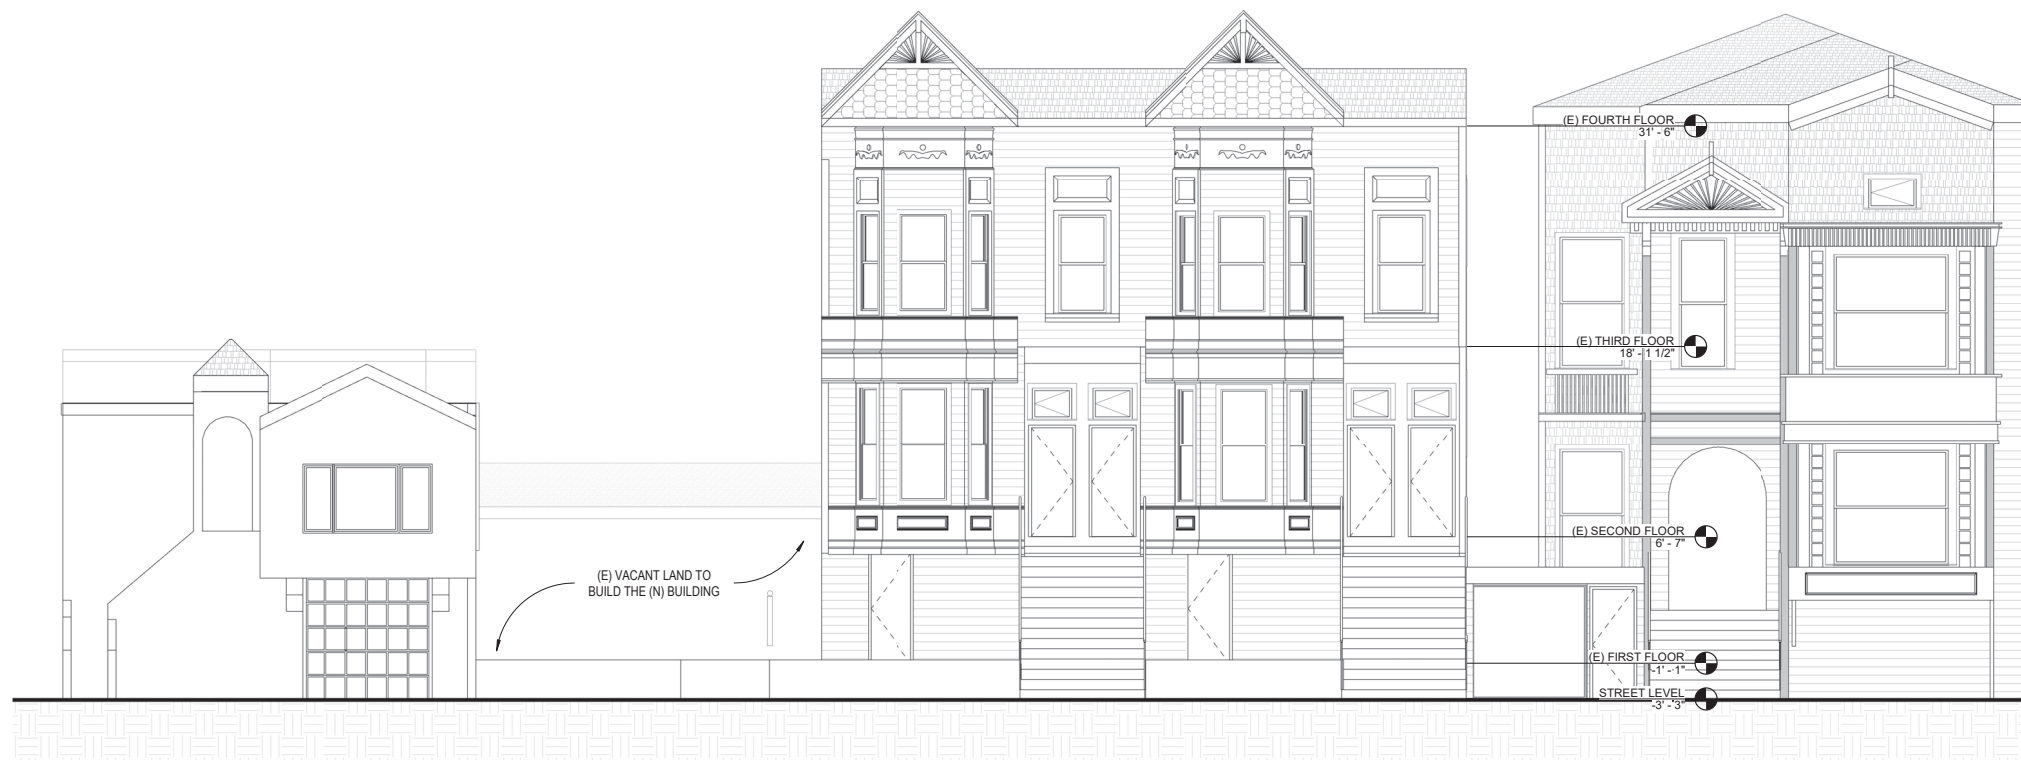 (E) FOURTH FLOOR
31' - 6"
(E) THIRD FLOOR
18' - 1 1/2"
(E) SECOND FLOOR
6' - 7"
(E) VACANT LAND TO
BUILD THE (N) BUILDING
(E) FIRST FLOOR
-1' - 1"
STREET LEVEL
-3' - 3"